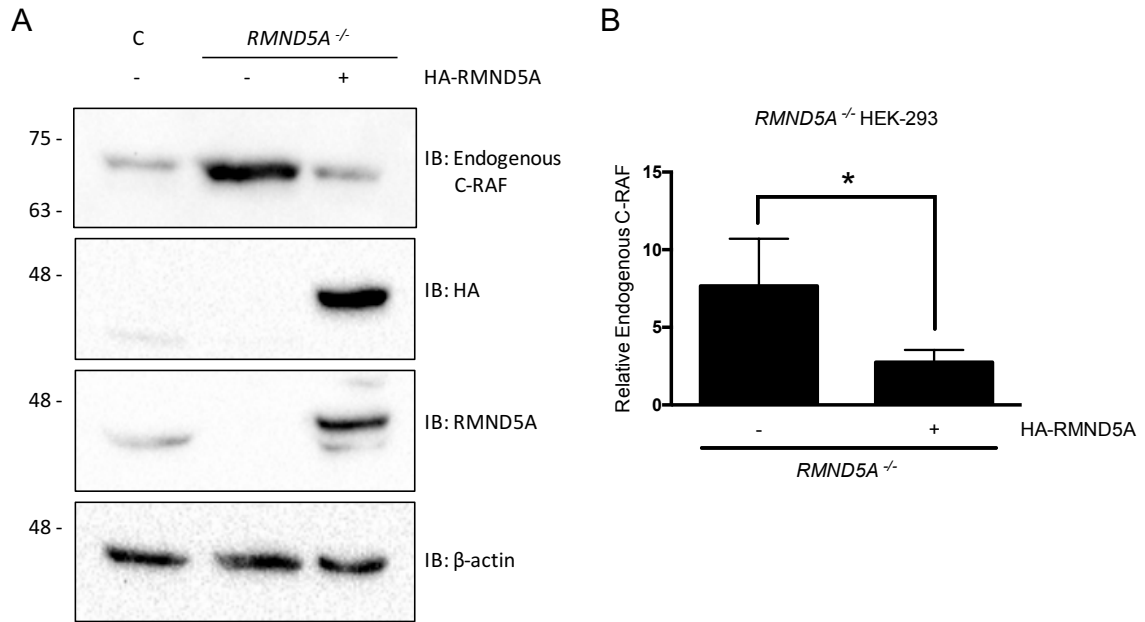 A
C
RMND5A -/-
- - + HA-RMND5A
75 -
63 -
IB: Endogenous
C-RAF
48 -
IB: HA
48 -
IB: RMND5A
48 -
IB: β-actin
B
RMND5A -/- HEK-293
Relative Endogenous C-RAF
15
10
5
0
*
- + HA-RMND5A
RMND5A -/-